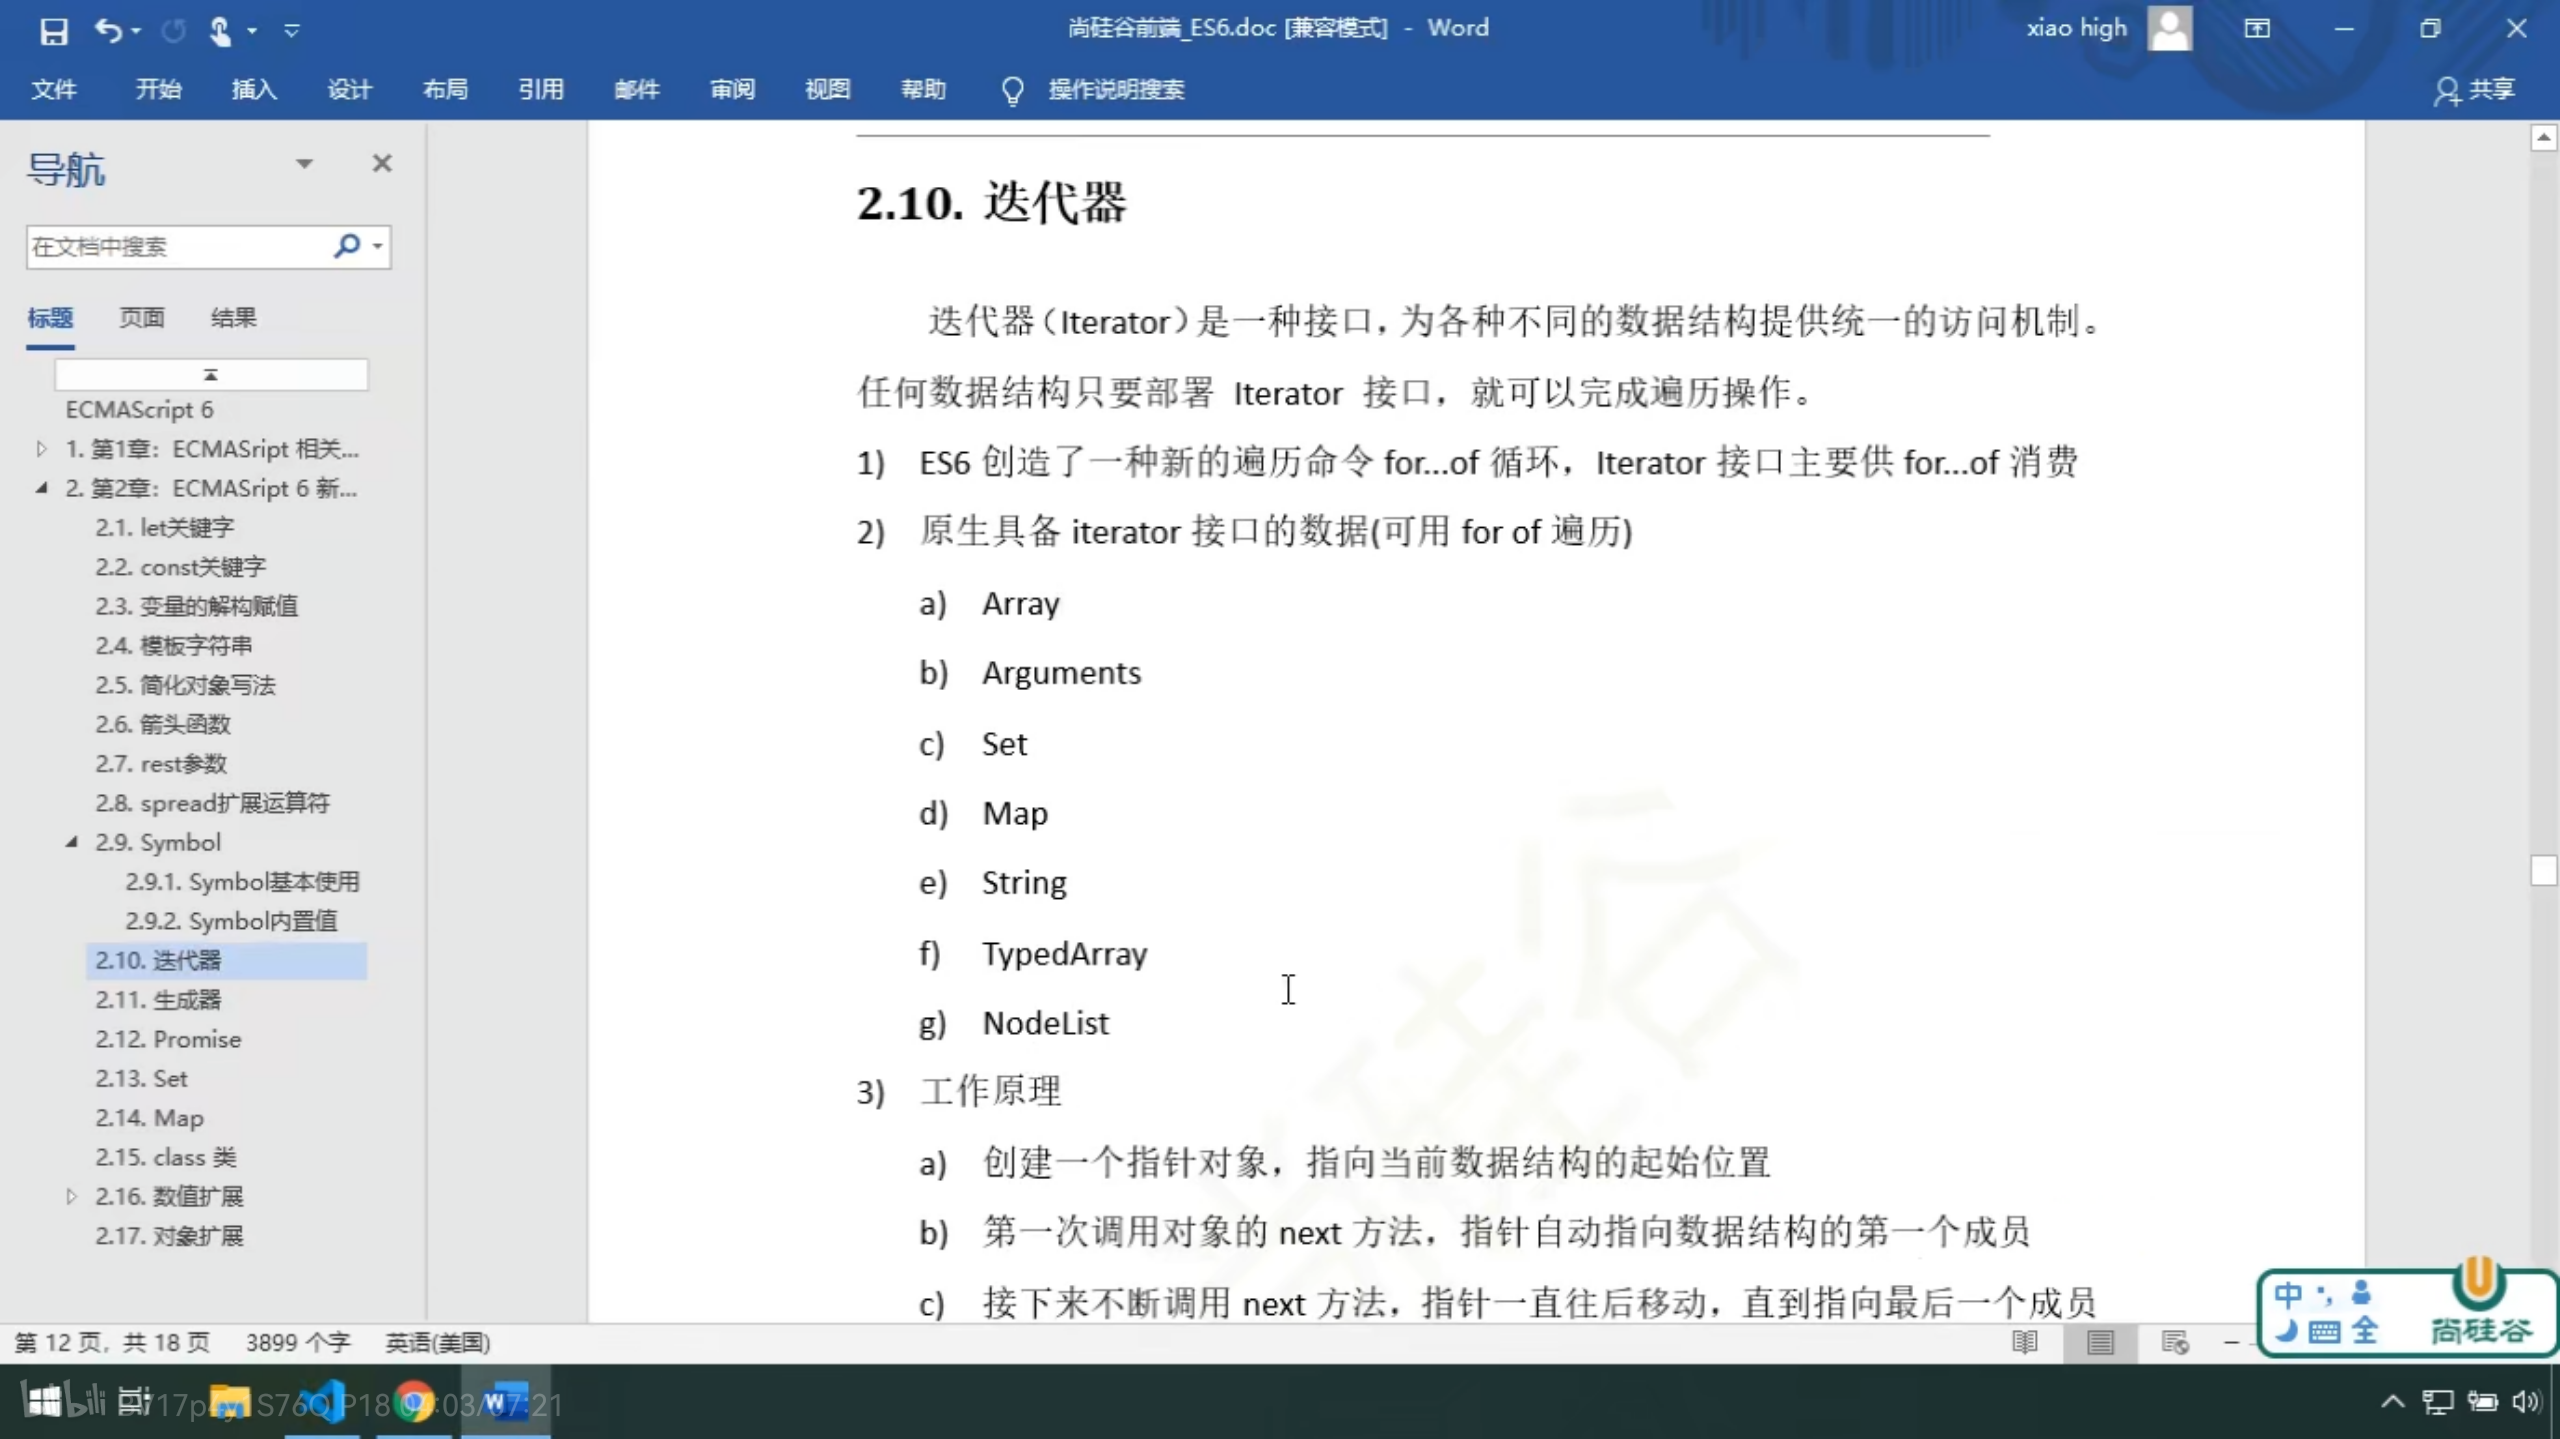 尚硅谷前端_ES6.doc [兼容模式] - Word
xiao high
文件 开始 插入 设计 布局 引用 邮件 审阅 视图 帮助 操作说明搜索 共享
导航
在文档中搜索
标题 页面 结果
ECMAScript 6
1. 第1章：ECMASript 相关...
2. 第2章：ECMASript 6 新...
2.1. let关键字
2.2. const关键字
2.3. 变量的解构赋值
2.4. 模板字符串
2.5. 简化对象写法
2.6. 箭头函数
2.7. rest参数
2.8. spread扩展运算符
2.9. Symbol
2.9.1. Symbol基本使用
2.9.2. Symbol内置值
2.10. 迭代器
2.11. 生成器
2.12. Promise
2.13. Set
2.14. Map
2.15. class 类
2.16. 数值扩展
2.17. 对象扩展
2.10. 迭代器
迭代器（Iterator）是一种接口，为各种不同的数据结构提供统一的访问机制。
任何数据结构只要部署 Iterator 接口，就可以完成遍历操作。
1) ES6 创造了一种新的遍历命令 for...of 循环，Iterator 接口主要供 for...of 消费
2) 原生具备 iterator 接口的数据(可用 for of 遍历)
a) Array
b) Arguments
c) Set
d) Map
e) String
f) TypedArray
g) NodeList
3) 工作原理
a) 创建一个指针对象，指向当前数据结构的起始位置
b) 第一次调用对象的 next 方法，指针自动指向数据结构的第一个成员
c) 接下来不断调用 next 方法，指针一直往后移动，直到指向最后一个成员
中
全
尚硅谷
第 12 页，共 18 页 3899 个字 英语(美国)
P18 04:03/07:21